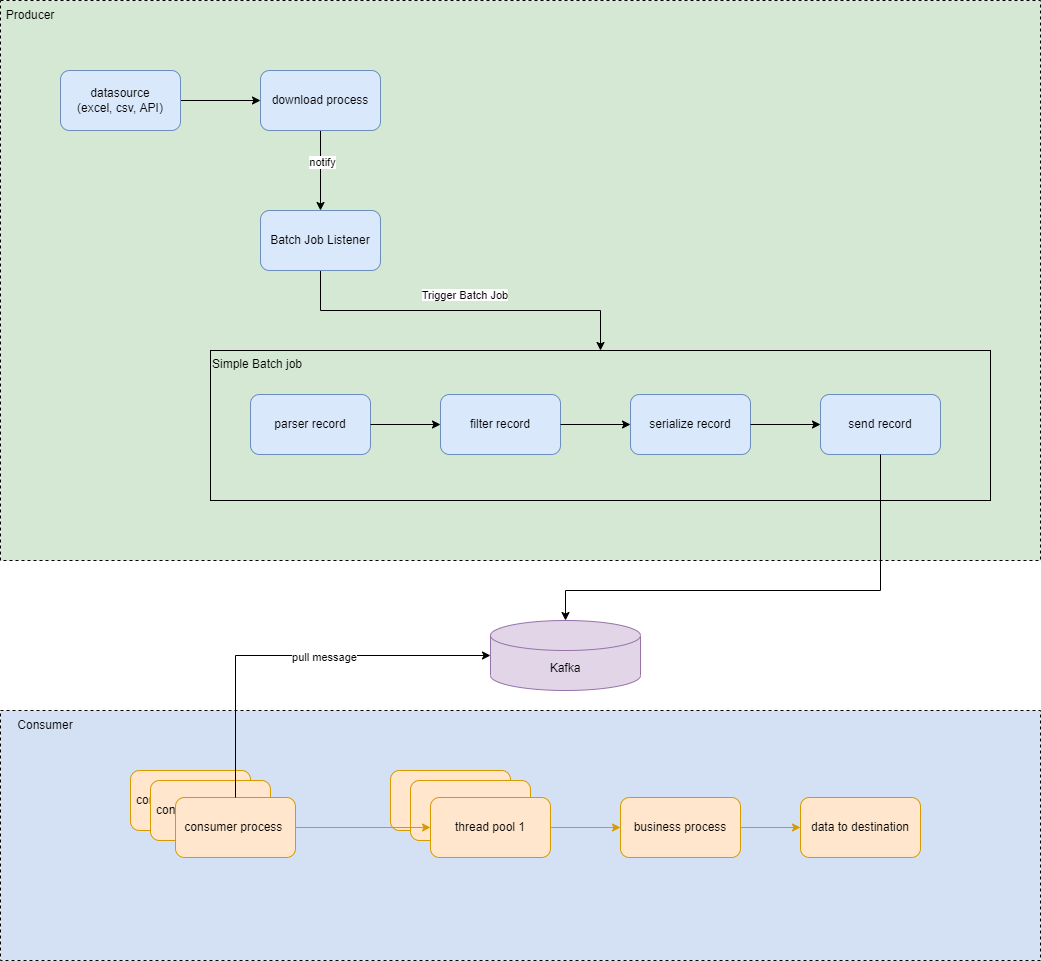 Producer
datasource
(excel, csv, API)
download process
notify
Batch Job Listener
Trigger Batch Job
Simple Batch job
parser record
filter record
serialize record
send record
Kafka
pull message
Consumer
co
con
consumer process
thread pool 1
business process
data to destination